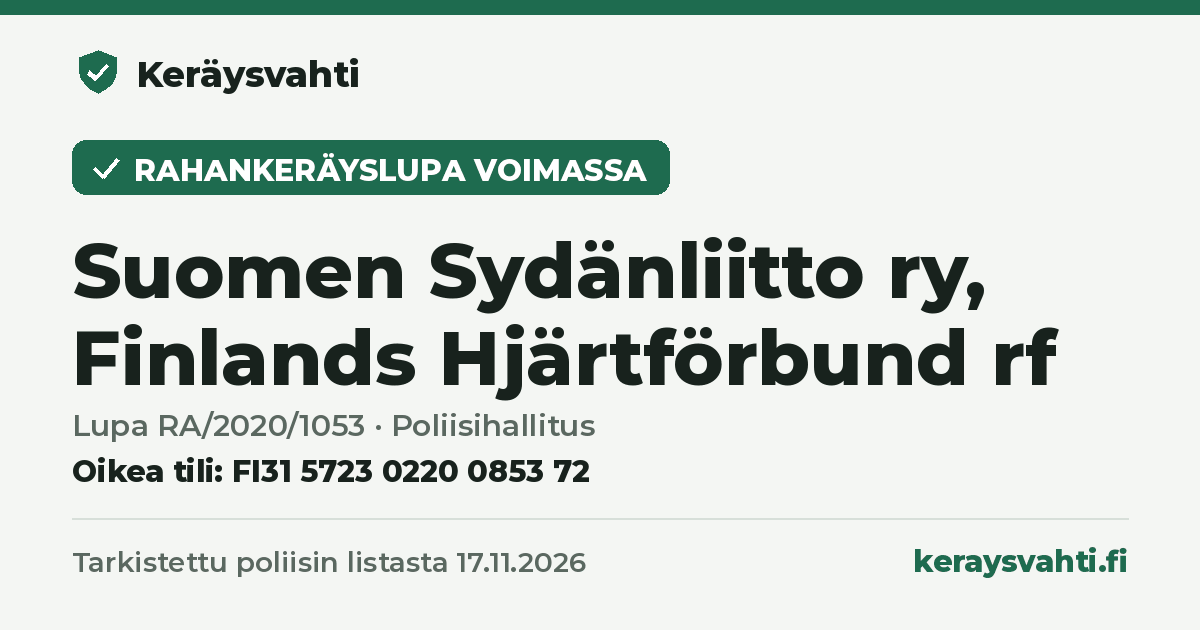 Keräysvahti
RAHANKERÄYSLUPA VOIMASSA
Suomen Sydänliitto ry,
Finlands Hjärtförbund rf
Lupa RA/2020/1053 · Poliisihallitus
Oikea tili: FI31 5723 0220 0853 72
Tarkistettu poliisin listasta 17.11.2026
keraysvahti.fi